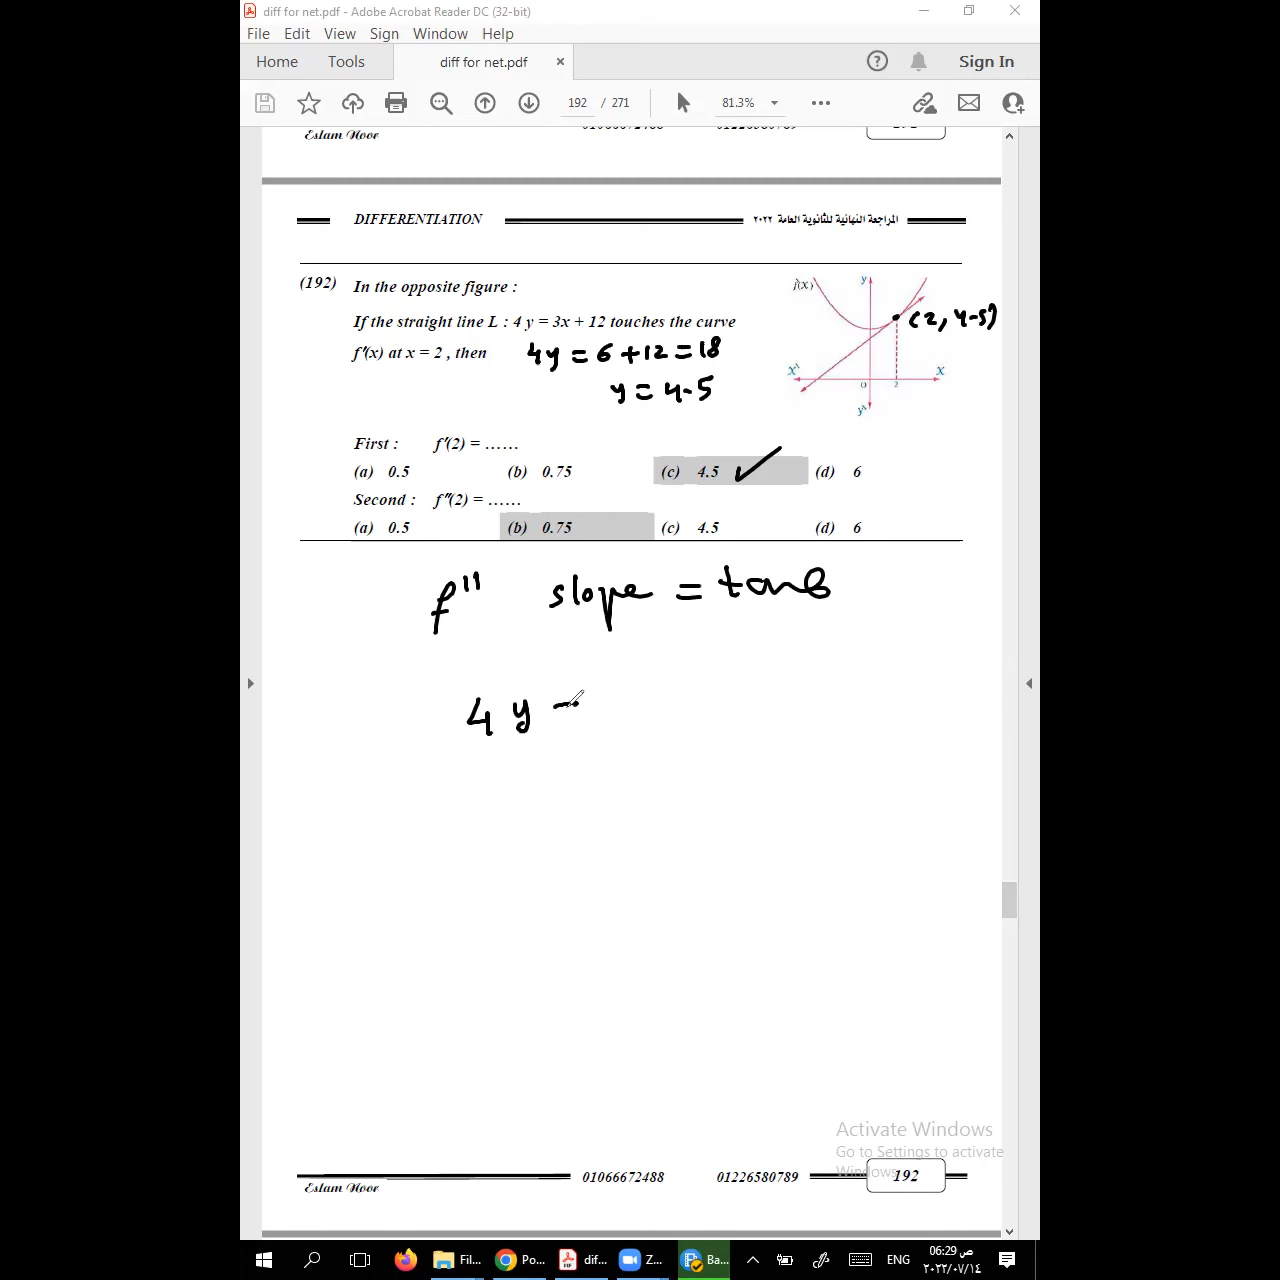 diff for net.pdf - Adobe Acrobat Reader DC (32-bit)
File Edit View Sign Window Help
Home Tools diff for net.pdf × Sign In
192 / 271 81.3%
Eslam Noor
DIFFERENTIATION المراجعة النهائية للثانوية العامة ٢٠٢٢
(192) In the opposite figure :
If the straight line L : 4 y = 3x + 12 touches the curve
f′(x) at x = 2 , then
4y = 6 + 12 = 18
y = 4.5
y
(2, 4.5)
x′ x
O 2
y′
First : f′(2) = ……
(a) 0.5 (b) 0.75 (c) 4.5 (d) 6
Second : f″(2) = ……
(a) 0.5 (b) 0.75 (c) 4.5 (d) 6
f″ slope = tanθ
4 y
Activate Windows
Go to Settings to activate
Windows.
Eslam Noor 01066672488 01226580789 192
Fil... Po... dif... Z... Ba... ENG 06:29 ص
٢٠٢٢/٠٧/١٤